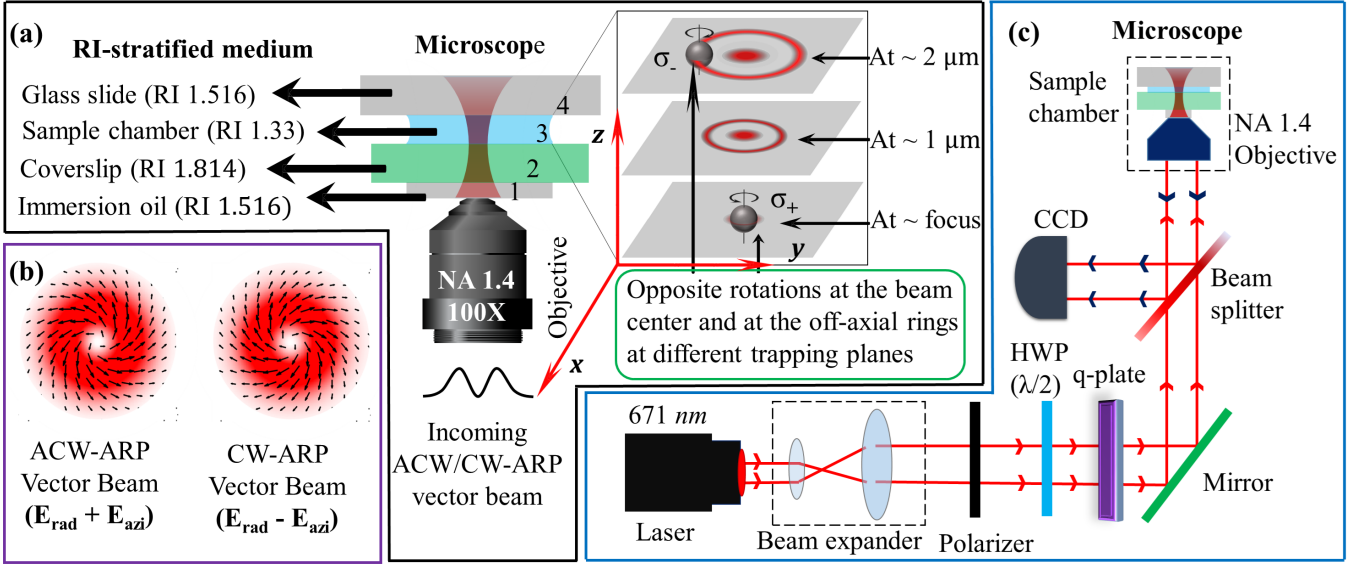 (a)
RI-stratified medium
Glass slide (RI 1.516)
Sample chamber (RI 1.33)
Coverslip (RI 1.814)
Immersion oil (RI 1.516)
Microscope
4
3
2
1
NA 1.4
100X
Objective
Incoming
ACW/CW-ARP
vector beam
z
y
x
σ-
At ~ 2 µm
At ~ 1 µm
σ+
At ~ focus
Opposite rotations at the beam
center and at the off-axial rings
at different trapping planes
(b)
ACW-ARP
Vector Beam
(Erad + Eazi)
CW-ARP
Vector Beam
(Erad - Eazi)
(c)
Microscope
Sample
chamber
NA 1.4
Objective
CCD
Beam
splitter
HWP
(λ/2)
q-plate
671 nm
Mirror
Laser
Beam expander
Polarizer